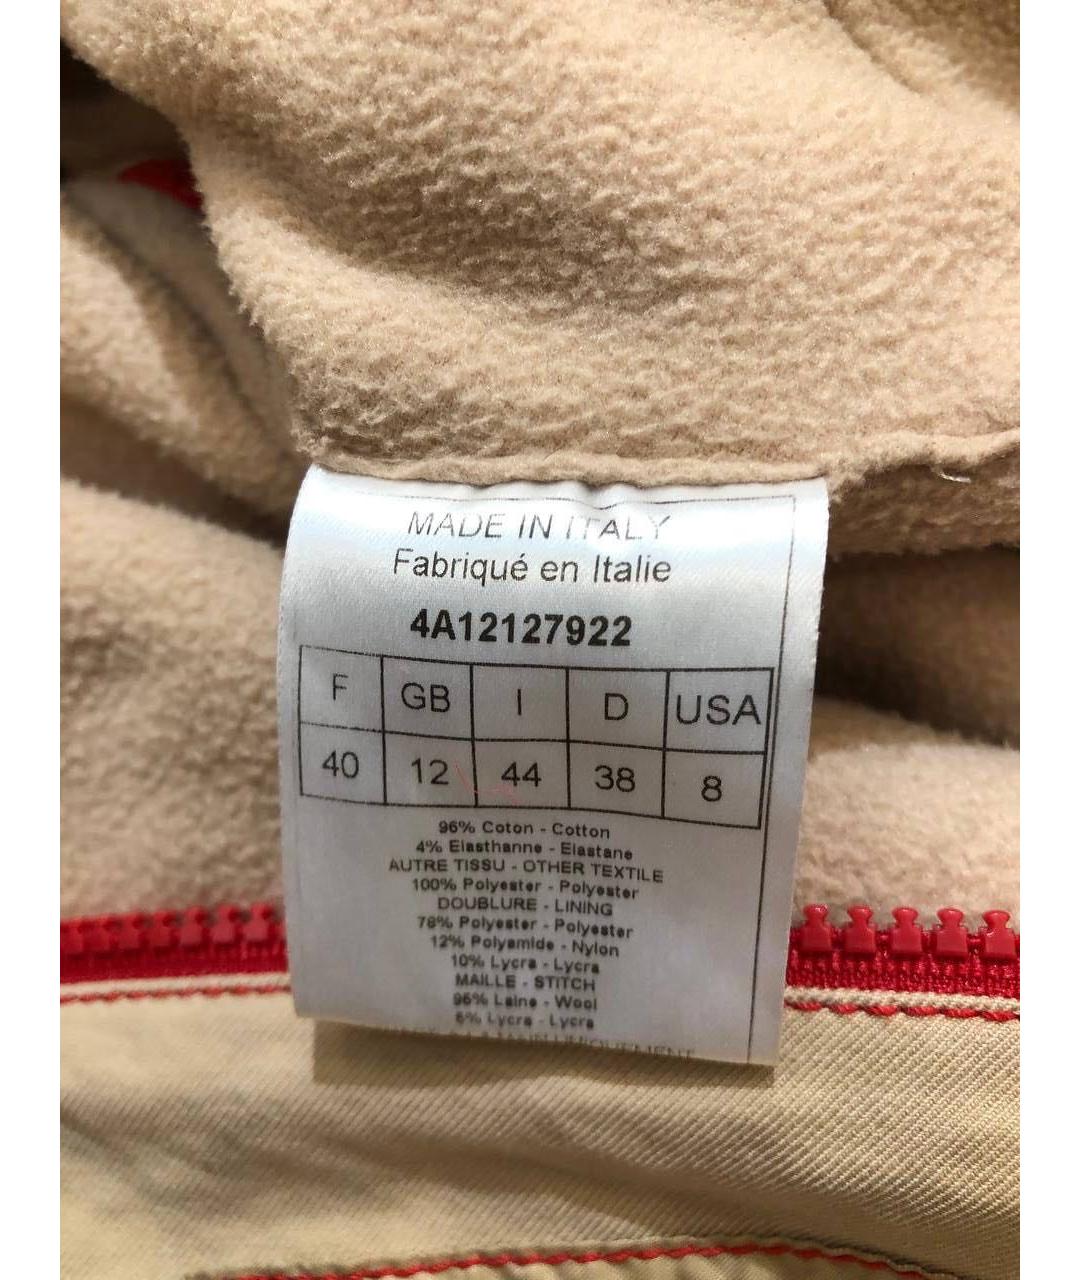 MADE IN ITALY
Fabriqué en Italie
4A12127922
F GB I D USA
40 12 44 38 8
96% Coton - Cotton
4% Elasthanne - Elastane
AUTRE TISSU - OTHER TEXTILE
100% Polyester - Polyester
DOUBLURE - LINING
78% Polyester - Polyester
12% Polyamide - Nylon
10% Lycra - Lycra
MAILLE - STITCH
95% Laine - Wool
5% Lycra - Lycra
UNIQUEMENT